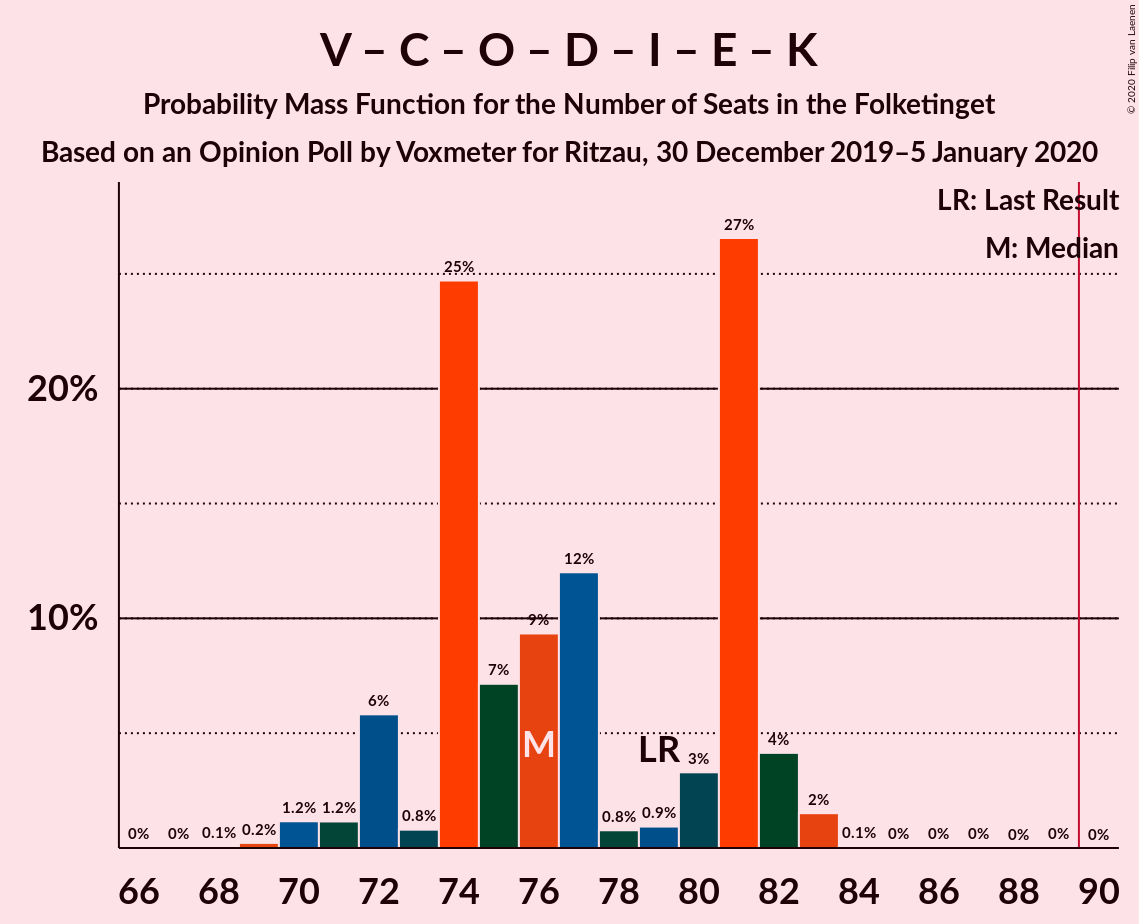 V – C – O – D – I – E – K
Probability Mass Function for the Number of Seats in the Folketinget
Based on an Opinion Poll by Voxmeter for Ritzau, 30 December 2019–5 January 2020
© 2020 Filip van Laenen
LR: Last Result
M: Median
20%
10%
0% 0% 0.1% 0.2% 1.2% 1.2% 6% 0.8% 25% 7% 9% 12% 0.8% 0.9% 3% 27% 4% 2% 0.1% 0% 0% 0% 0% 0% 0%
M LR
66 68 70 72 74 76 78 80 82 84 86 88 90